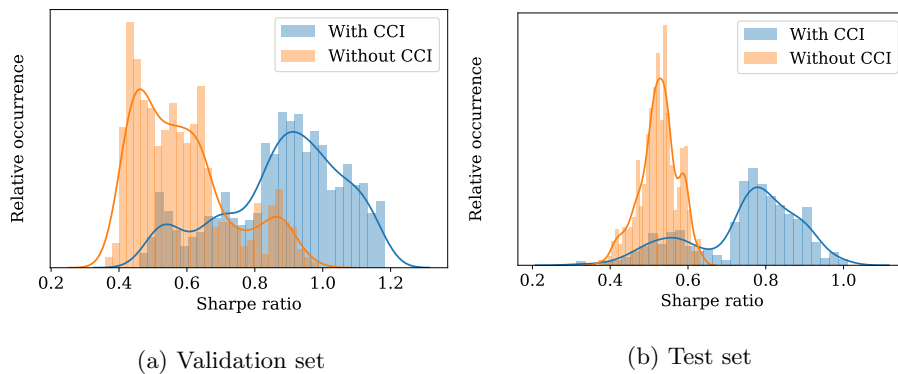 With CCI
Without CCI
Relative occurrence
0.2 0.4 0.6 0.8 1.0 1.2
Sharpe ratio
(a) Validation set
With CCI
Without CCI
Relative occurrence
0.2 0.4 0.6 0.8 1.0
Sharpe ratio
(b) Test set